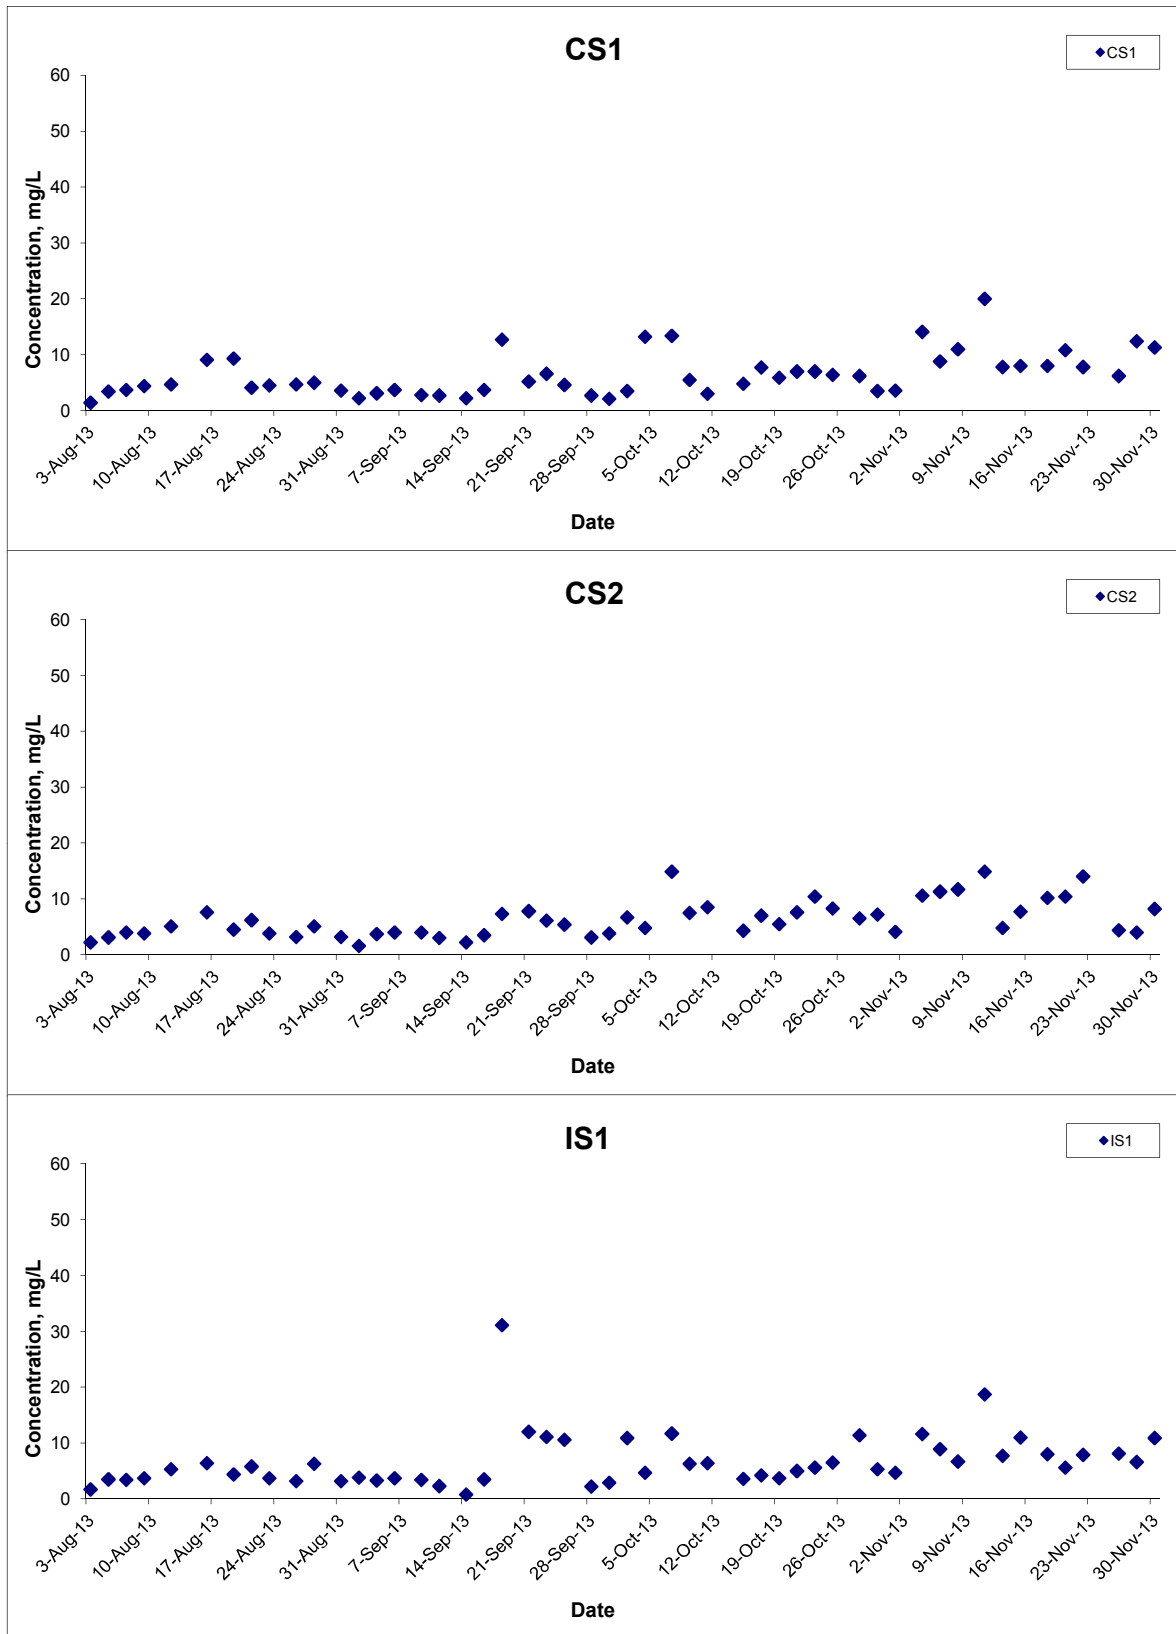 CS1
CS1
60
50
40
30
20
10
0
Concentration, mg/L
3-Aug-13
10-Aug-13
17-Aug-13
24-Aug-13
31-Aug-13
7-Sep-13
14-Sep-13
21-Sep-13
28-Sep-13
5-Oct-13
12-Oct-13
19-Oct-13
26-Oct-13
2-Nov-13
9-Nov-13
16-Nov-13
23-Nov-13
30-Nov-13
Date
CS2
CS2
60
50
40
30
20
10
0
Concentration, mg/L
3-Aug-13
10-Aug-13
17-Aug-13
24-Aug-13
31-Aug-13
7-Sep-13
14-Sep-13
21-Sep-13
28-Sep-13
5-Oct-13
12-Oct-13
19-Oct-13
26-Oct-13
2-Nov-13
9-Nov-13
16-Nov-13
23-Nov-13
30-Nov-13
Date
IS1
IS1
60
50
40
30
20
10
0
Concentration, mg/L
3-Aug-13
10-Aug-13
17-Aug-13
24-Aug-13
31-Aug-13
7-Sep-13
14-Sep-13
21-Sep-13
28-Sep-13
5-Oct-13
12-Oct-13
19-Oct-13
26-Oct-13
2-Nov-13
9-Nov-13
16-Nov-13
23-Nov-13
30-Nov-13
Date